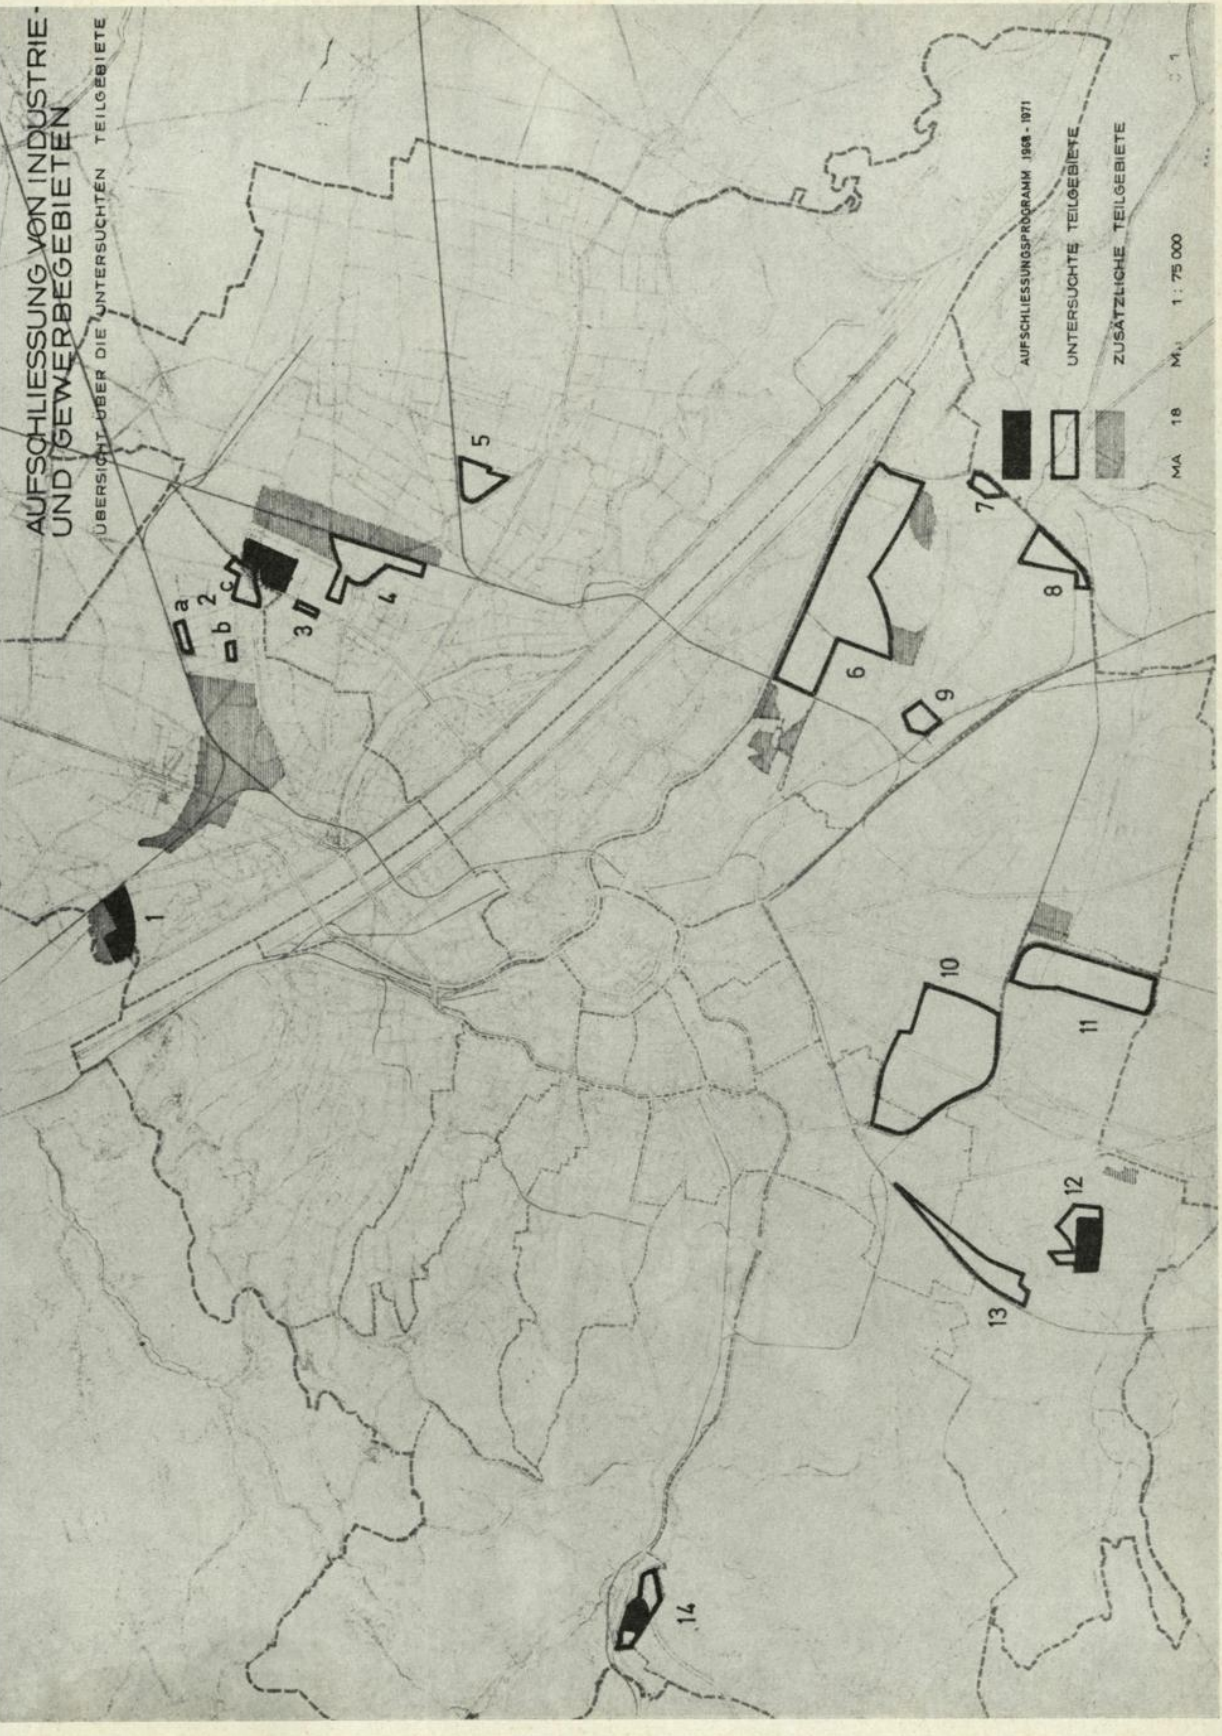 AUFSCHLIESSUNG VON INDUSTRIE-
UND GEWERBEGEBIETEN
ÜBERSICHT ÜBER DIE UNTERSUCHTEN TEILGEBIETE
1
2
a
b
c
3
4
5
6
7
8
9
10
11
12
13
14
AUFSCHLIESSUNGSPROGRAMM 1968 - 1971
UNTERSUCHTE TEILGEBIETE
ZUSÄTZLICHE TEILGEBIETE
MA 18 M. 1 : 75 000